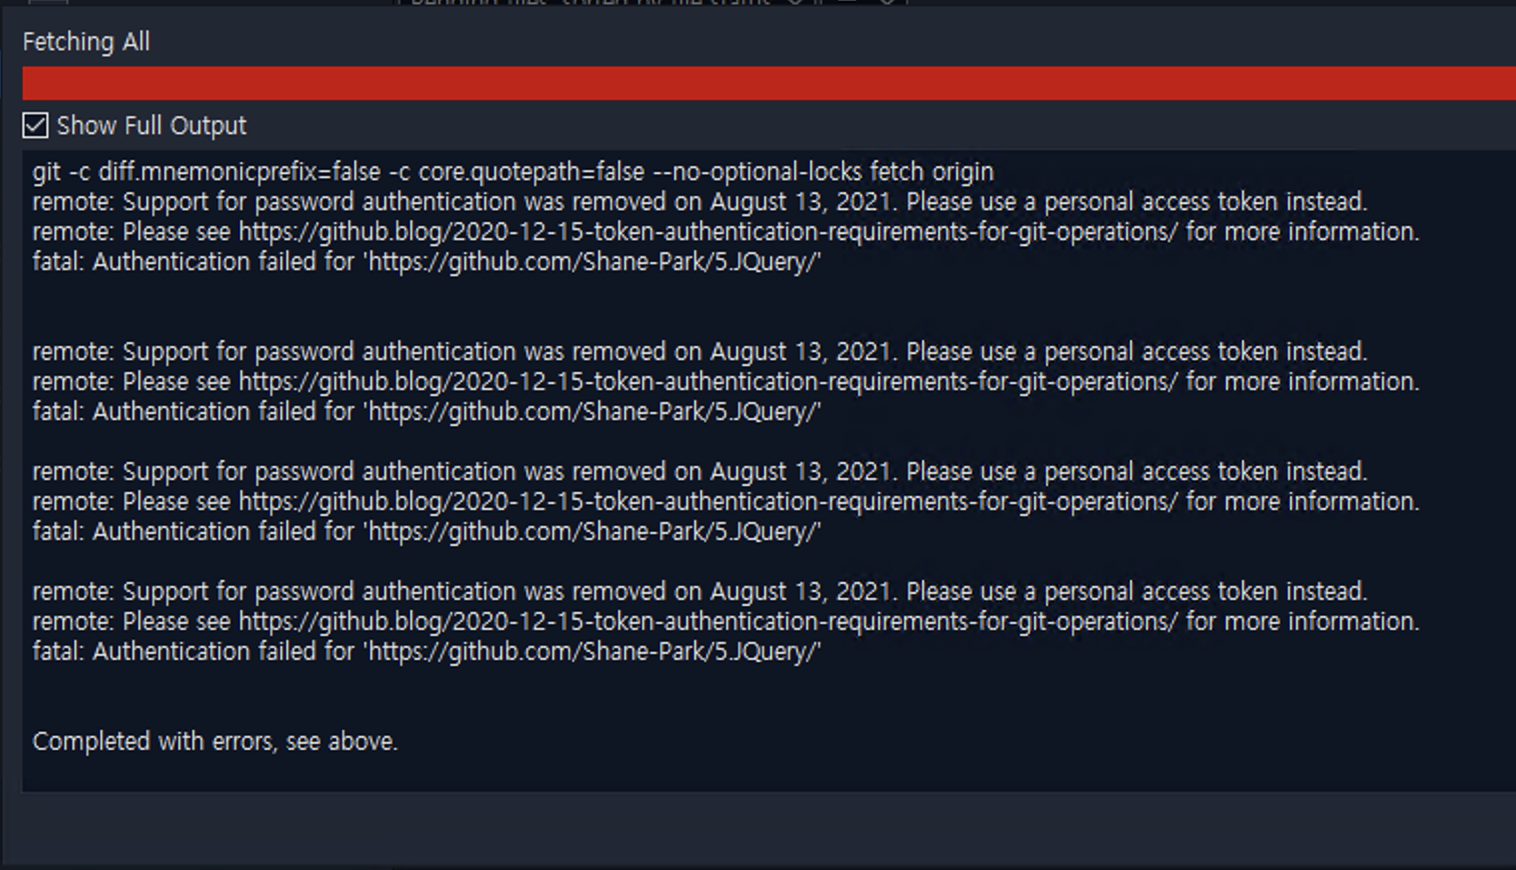 Fetching All
Show Full Output
git -c diff.mnemonicprefix=false -c core.quotepath=false --no-optional-locks fetch origin
remote: Support for password authentication was removed on August 13, 2021. Please use a personal access token instead.
remote: Please see https://github.blog/2020-12-15-token-authentication-requirements-for-git-operations/ for more information.
fatal: Authentication failed for 'https://github.com/Shane-Park/5.JQuery/'
remote: Support for password authentication was removed on August 13, 2021. Please use a personal access token instead.
remote: Please see https://github.blog/2020-12-15-token-authentication-requirements-for-git-operations/ for more information.
fatal: Authentication failed for 'https://github.com/Shane-Park/5.JQuery/'
remote: Support for password authentication was removed on August 13, 2021. Please use a personal access token instead.
remote: Please see https://github.blog/2020-12-15-token-authentication-requirements-for-git-operations/ for more information.
fatal: Authentication failed for 'https://github.com/Shane-Park/5.JQuery/'
remote: Support for password authentication was removed on August 13, 2021. Please use a personal access token instead.
remote: Please see https://github.blog/2020-12-15-token-authentication-requirements-for-git-operations/ for more information.
fatal: Authentication failed for 'https://github.com/Shane-Park/5.JQuery/'
Completed with errors, see above.